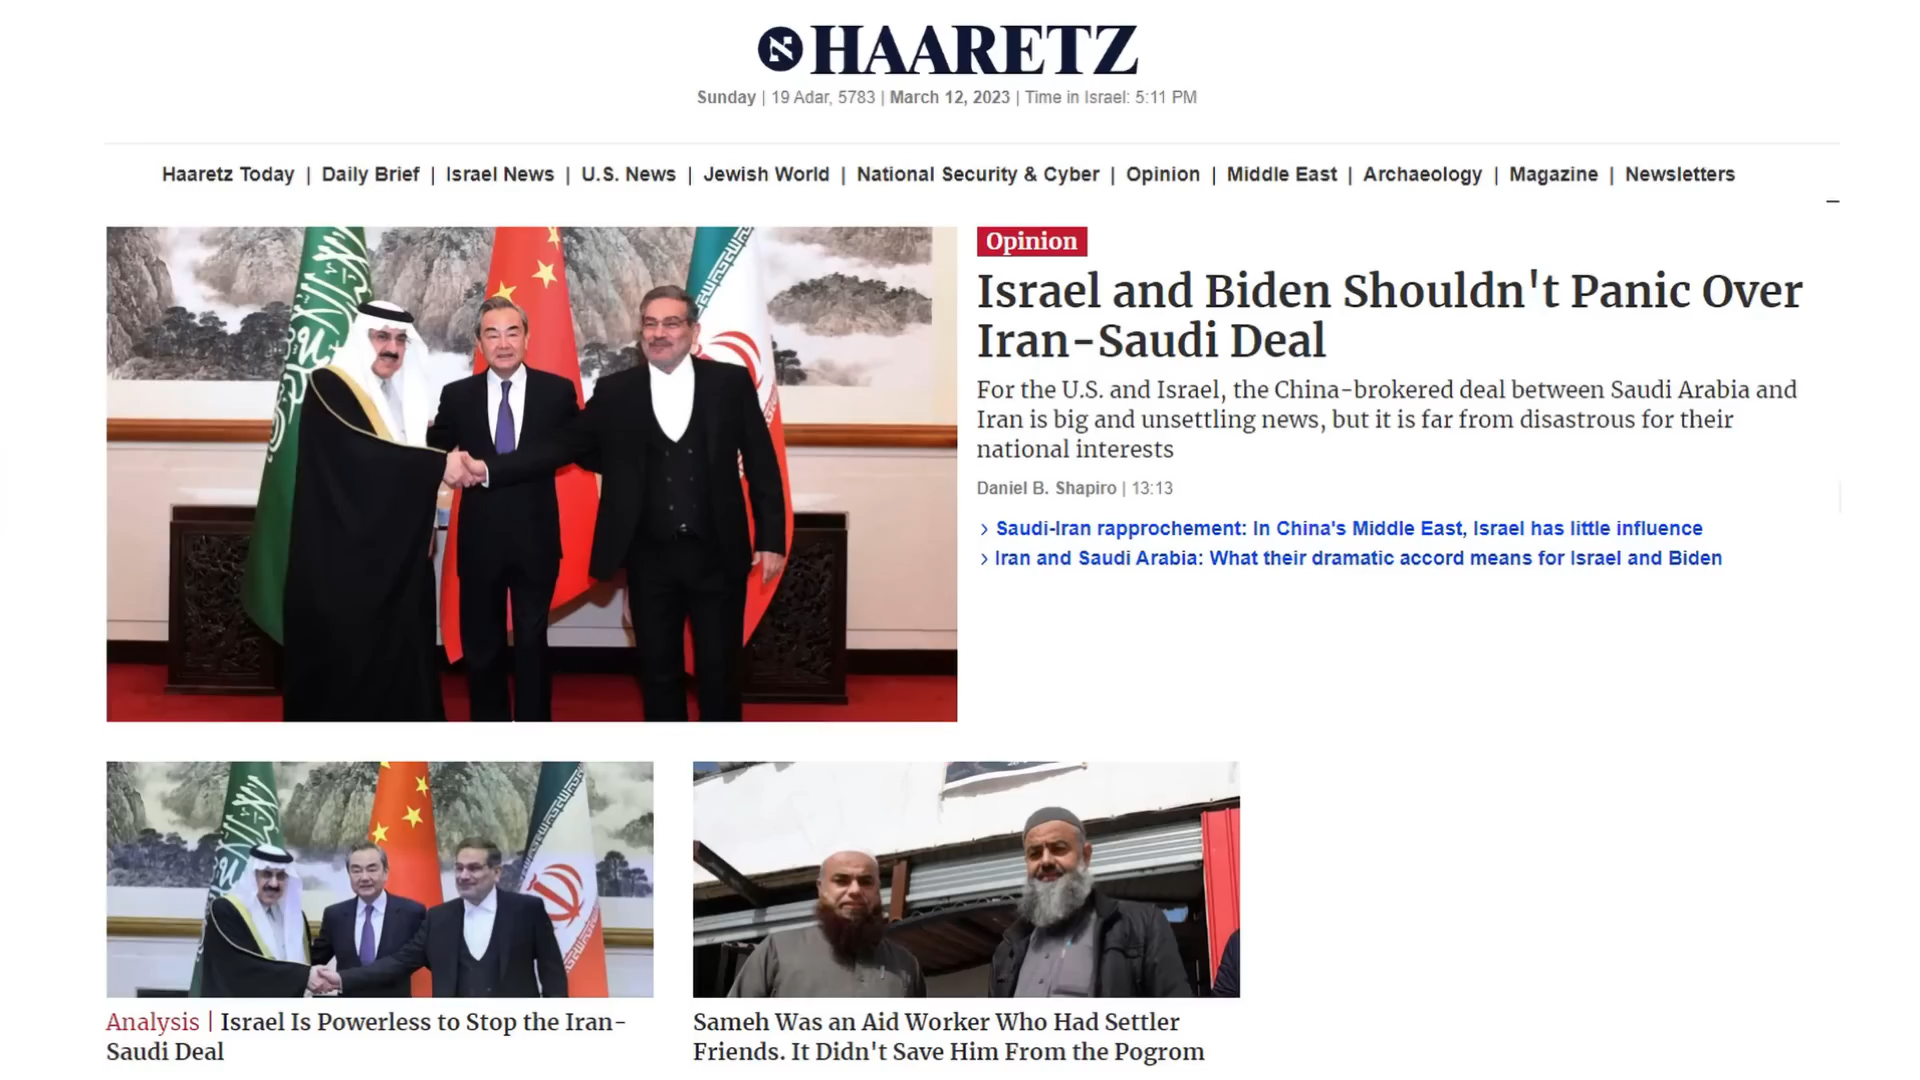 HAARETZ
Sunday | 19 Adar, 5783 | March 12, 2023 | Time in Israel: 5:11 PM
Haaretz Today | Daily Brief | Israel News | U.S. News | Jewish World | National Security & Cyber | Opinion | Middle East | Archaeology | Magazine | Newsletters
Opinion
Israel and Biden Shouldn't Panic Over
Iran-Saudi Deal
For the U.S. and Israel, the China-brokered deal between Saudi Arabia and
Iran is big and unsettling news, but it is far from disastrous for their
national interests
Daniel B. Shapiro | 13:13
› Saudi-Iran rapprochement: In China's Middle East, Israel has little influence
› Iran and Saudi Arabia: What their dramatic accord means for Israel and Biden
Analysis | Israel Is Powerless to Stop the Iran-
Saudi Deal
Sameh Was an Aid Worker Who Had Settler
Friends. It Didn't Save Him From the Pogrom